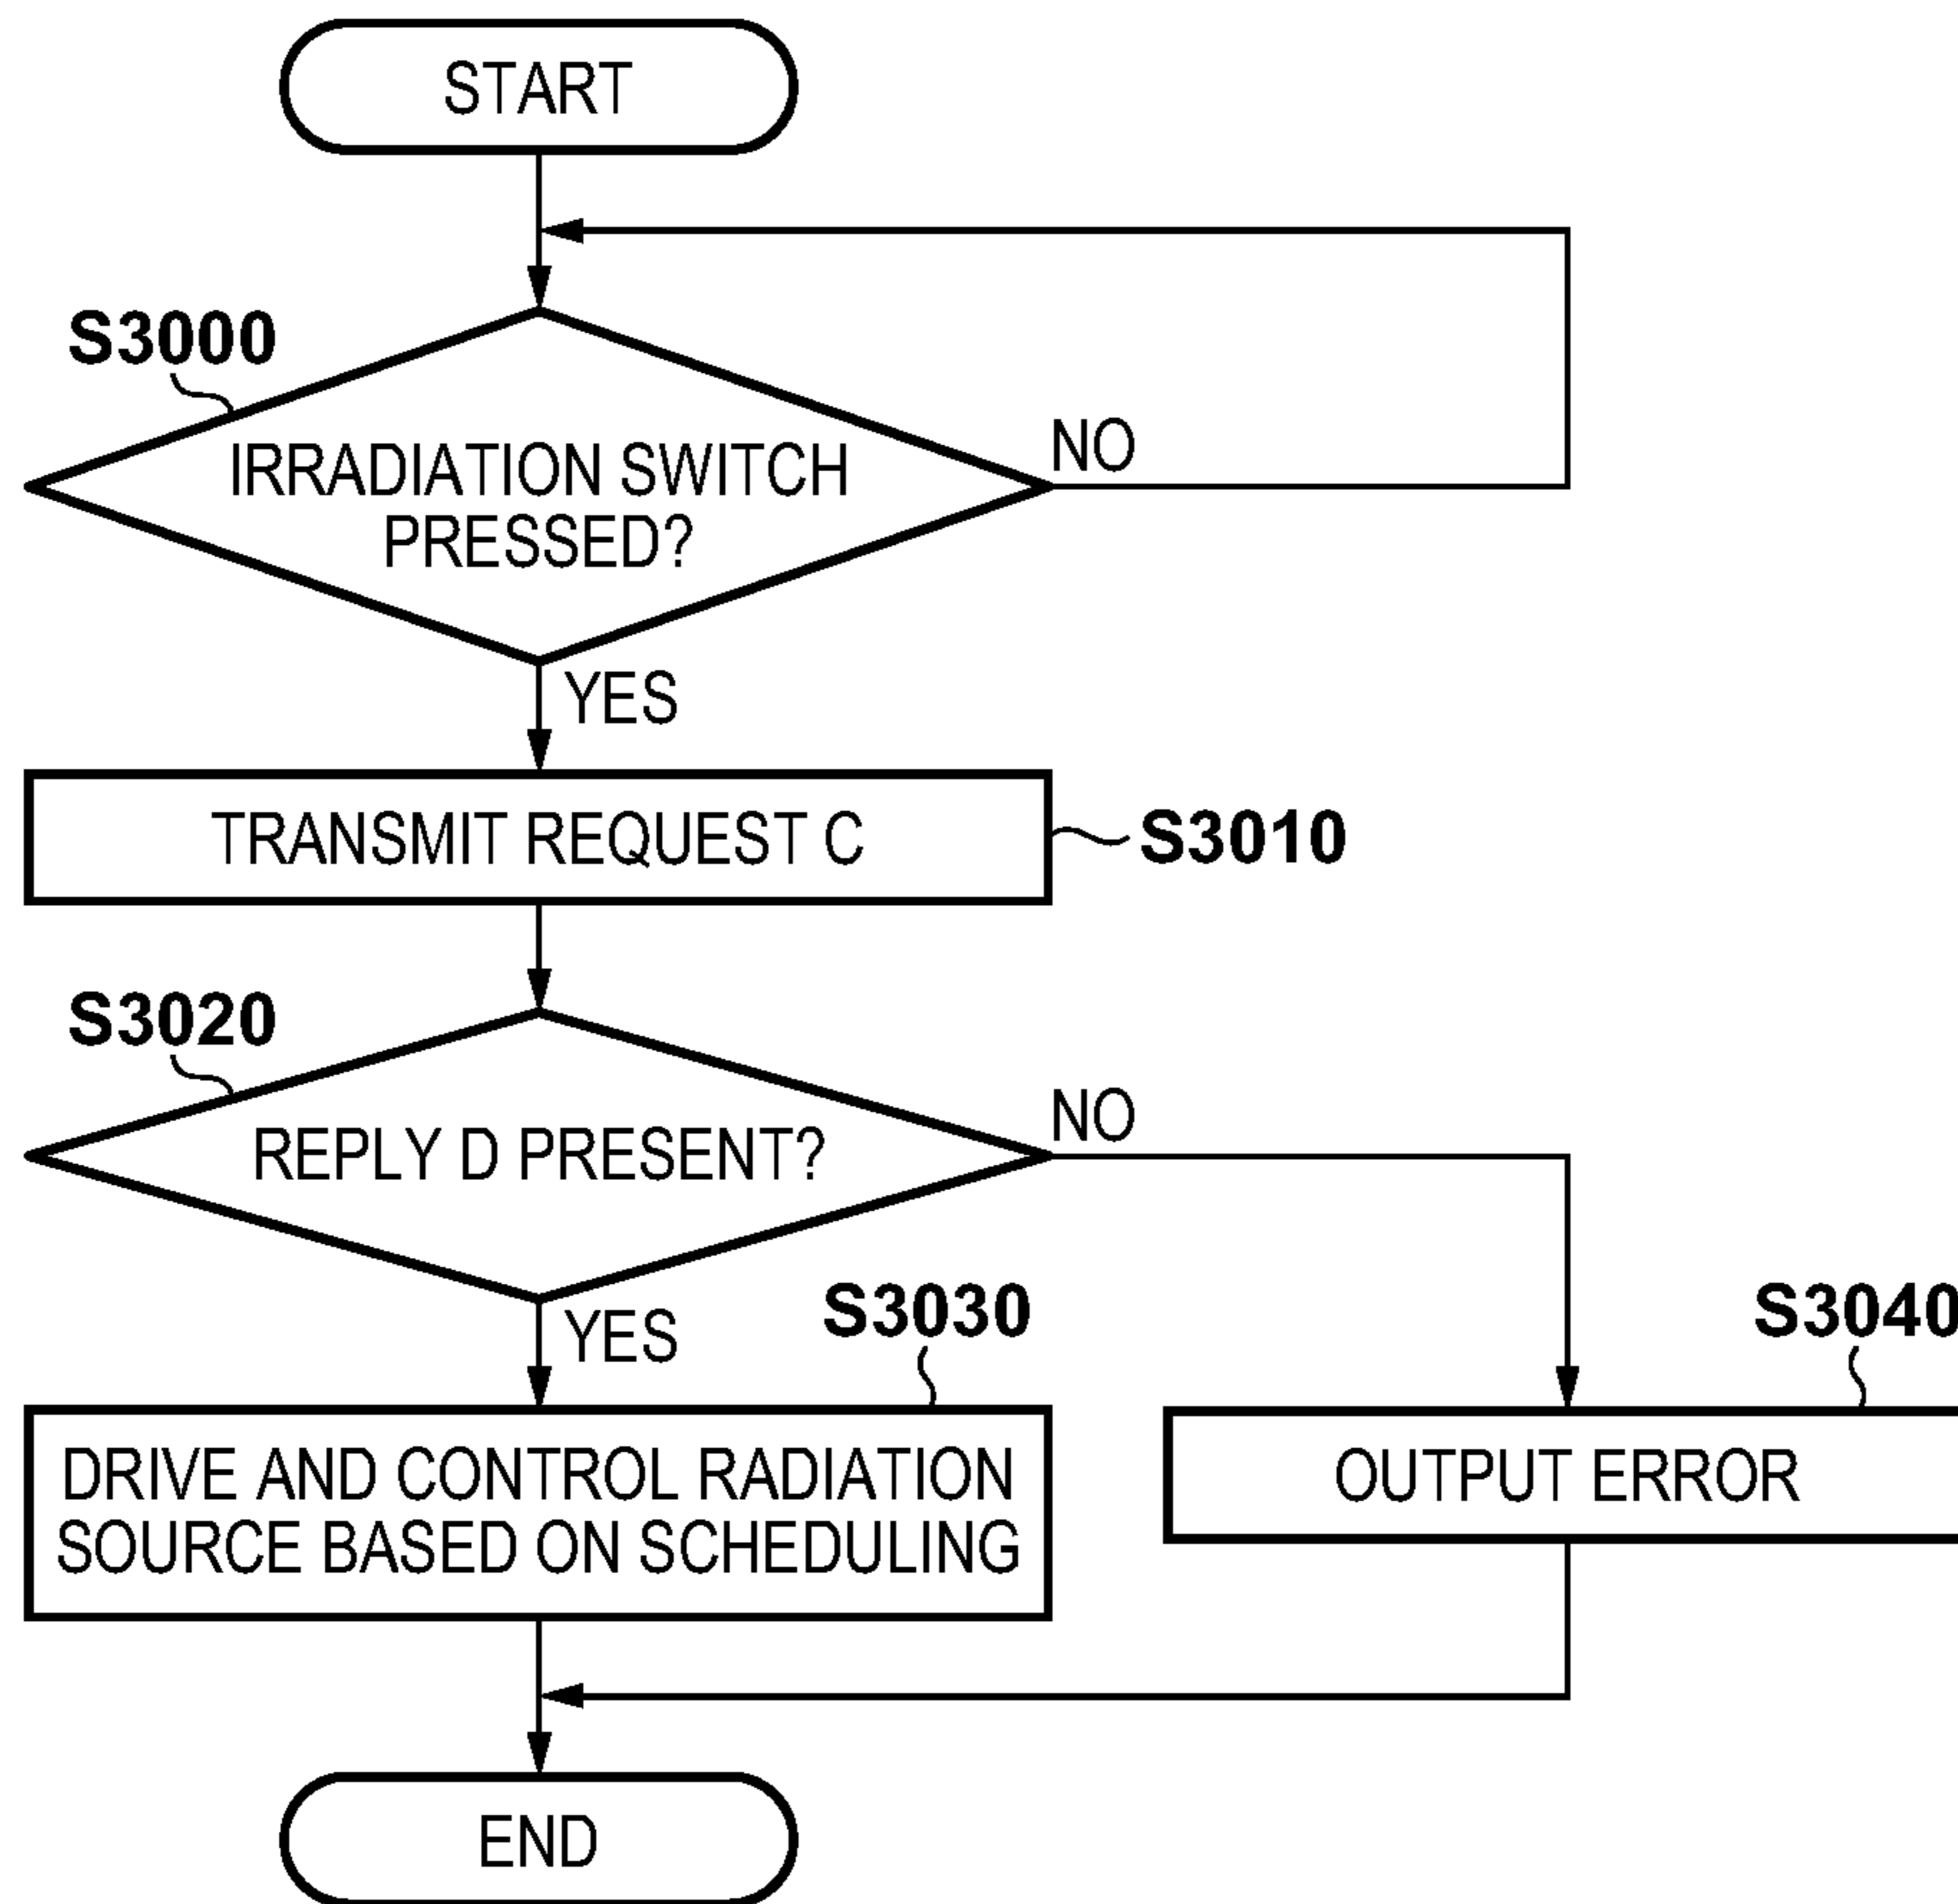 START
S3000
IRRADIATION SWITCH
PRESSED?
NO
YES
TRANSMIT REQUEST C
S3010
S3020
REPLY D PRESENT?
NO
YES
S3030
DRIVE AND CONTROL RADIATION
SOURCE BASED ON SCHEDULING
S3040
OUTPUT ERROR
END